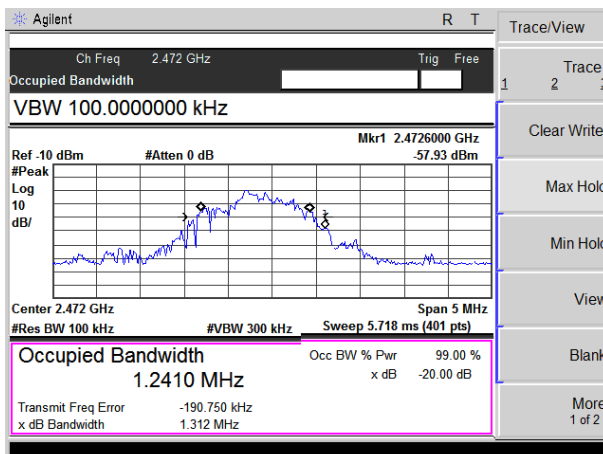 Agilent R T Trace/View
Ch Freq 2.472 GHz Trig Free
Occupied Bandwidth
Trace
1 2
VBW 100.0000000 kHz
Clear Write
Mkr1 2.4726000 GHz
Ref -10 dBm #Atten 0 dB -57.93 dBm
#Peak
Log
10
dB/
Max Hold
Min Hold
View
Center 2.472 GHz Span 5 MHz
#Res BW 100 kHz #VBW 300 kHz Sweep 5.718 ms (401 pts)
Occupied Bandwidth Occ BW % Pwr 99.00 %
1.2410 MHz x dB -20.00 dB
Blank
Transmit Freq Error -190.750 kHz
x dB Bandwidth 1.312 MHz
More
1 of 2